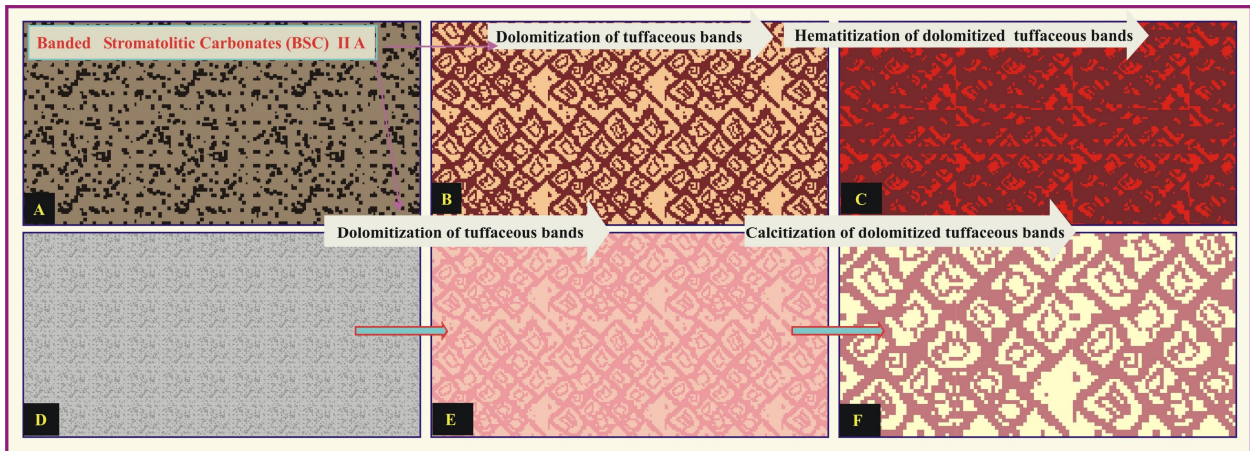 Banded Stromatolitic Carbonates (BSC) II A
Dolomitization of tuffaceous bands
Hematitization of dolomitized tuffaceous bands
A
B
C
Dolomitization of tuffaceous bands
Calcitization of dolomitized tuffaceous bands
D
E
F